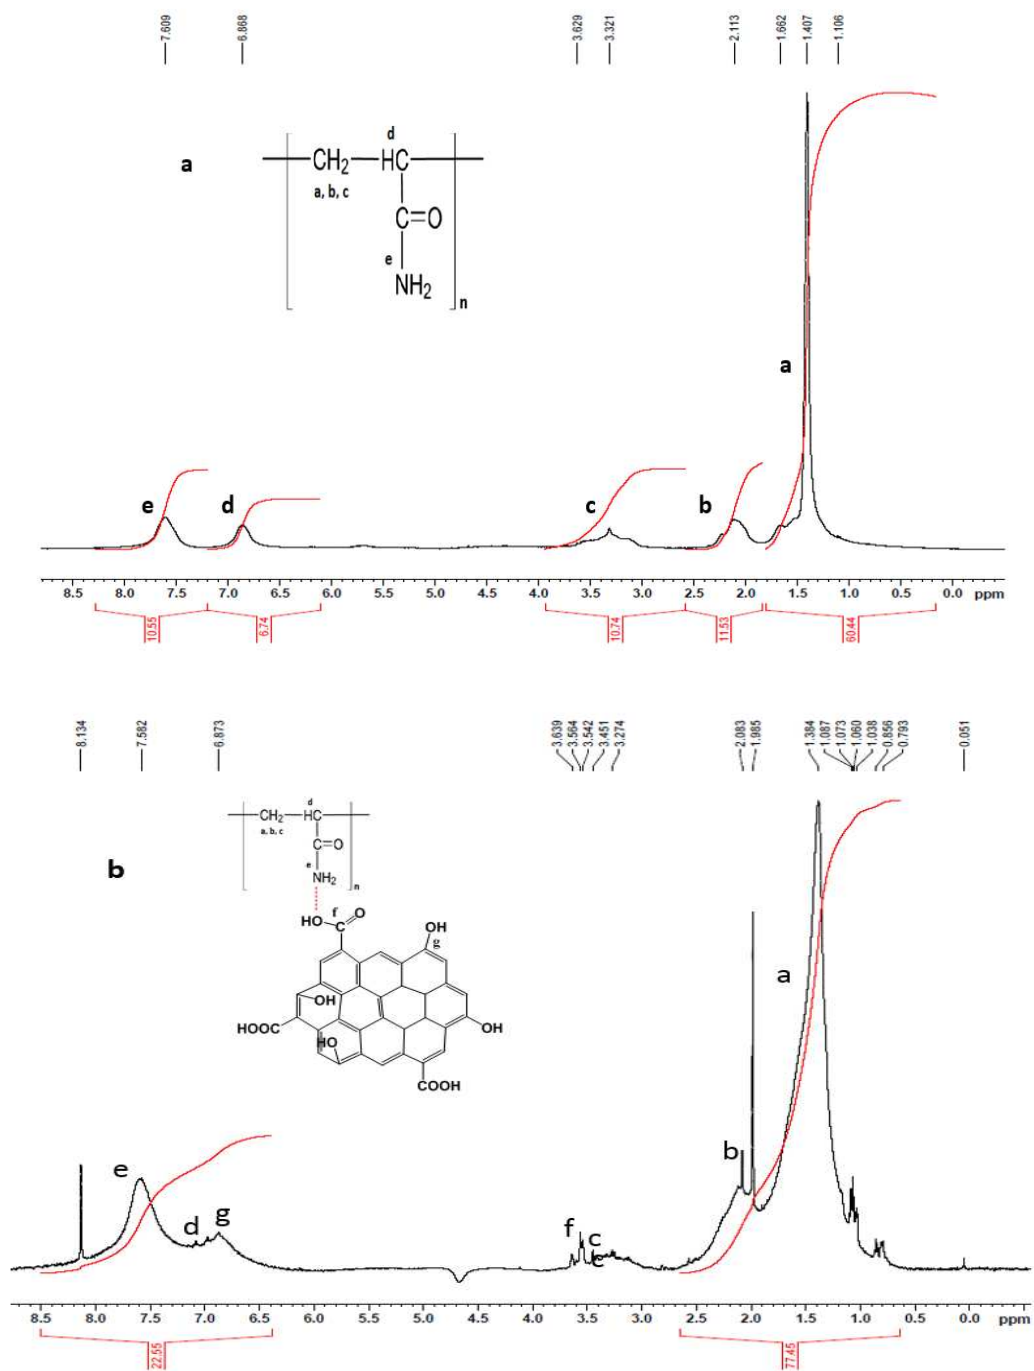 7.609 6.868 3.629 3.321 2.113 1.662 1.407 1.106
d
a
CH2 HC
a, b, c
C=O
e
NH2
n
a
e d c b
8.5 8.0 7.5 7.0 6.5 6.0 5.5 5.0 4.5 4.0 3.5 3.0 2.5 2.0 1.5 1.0 0.5 0.0 ppm
10.55 6.74 10.74 11.53 60.44
8.134 7.582 6.873 3.639 3.564 3.542 3.451 3.274 2.083 1.985 1.384 1.087 1.073 1.060 1.038 0.856 0.793 0.051
d
CH2 HC
a, b, c
C=O
b
e
NH2
n
HO f O
C
OH
g
OH
HOOC
HO
OH
COOH
a
b
e
d g
f c
c
8.5 8.0 7.5 7.0 6.5 6.0 5.5 5.0 4.5 4.0 3.5 3.0 2.5 2.0 1.5 1.0 0.5 0.0 ppm
22.55 77.45